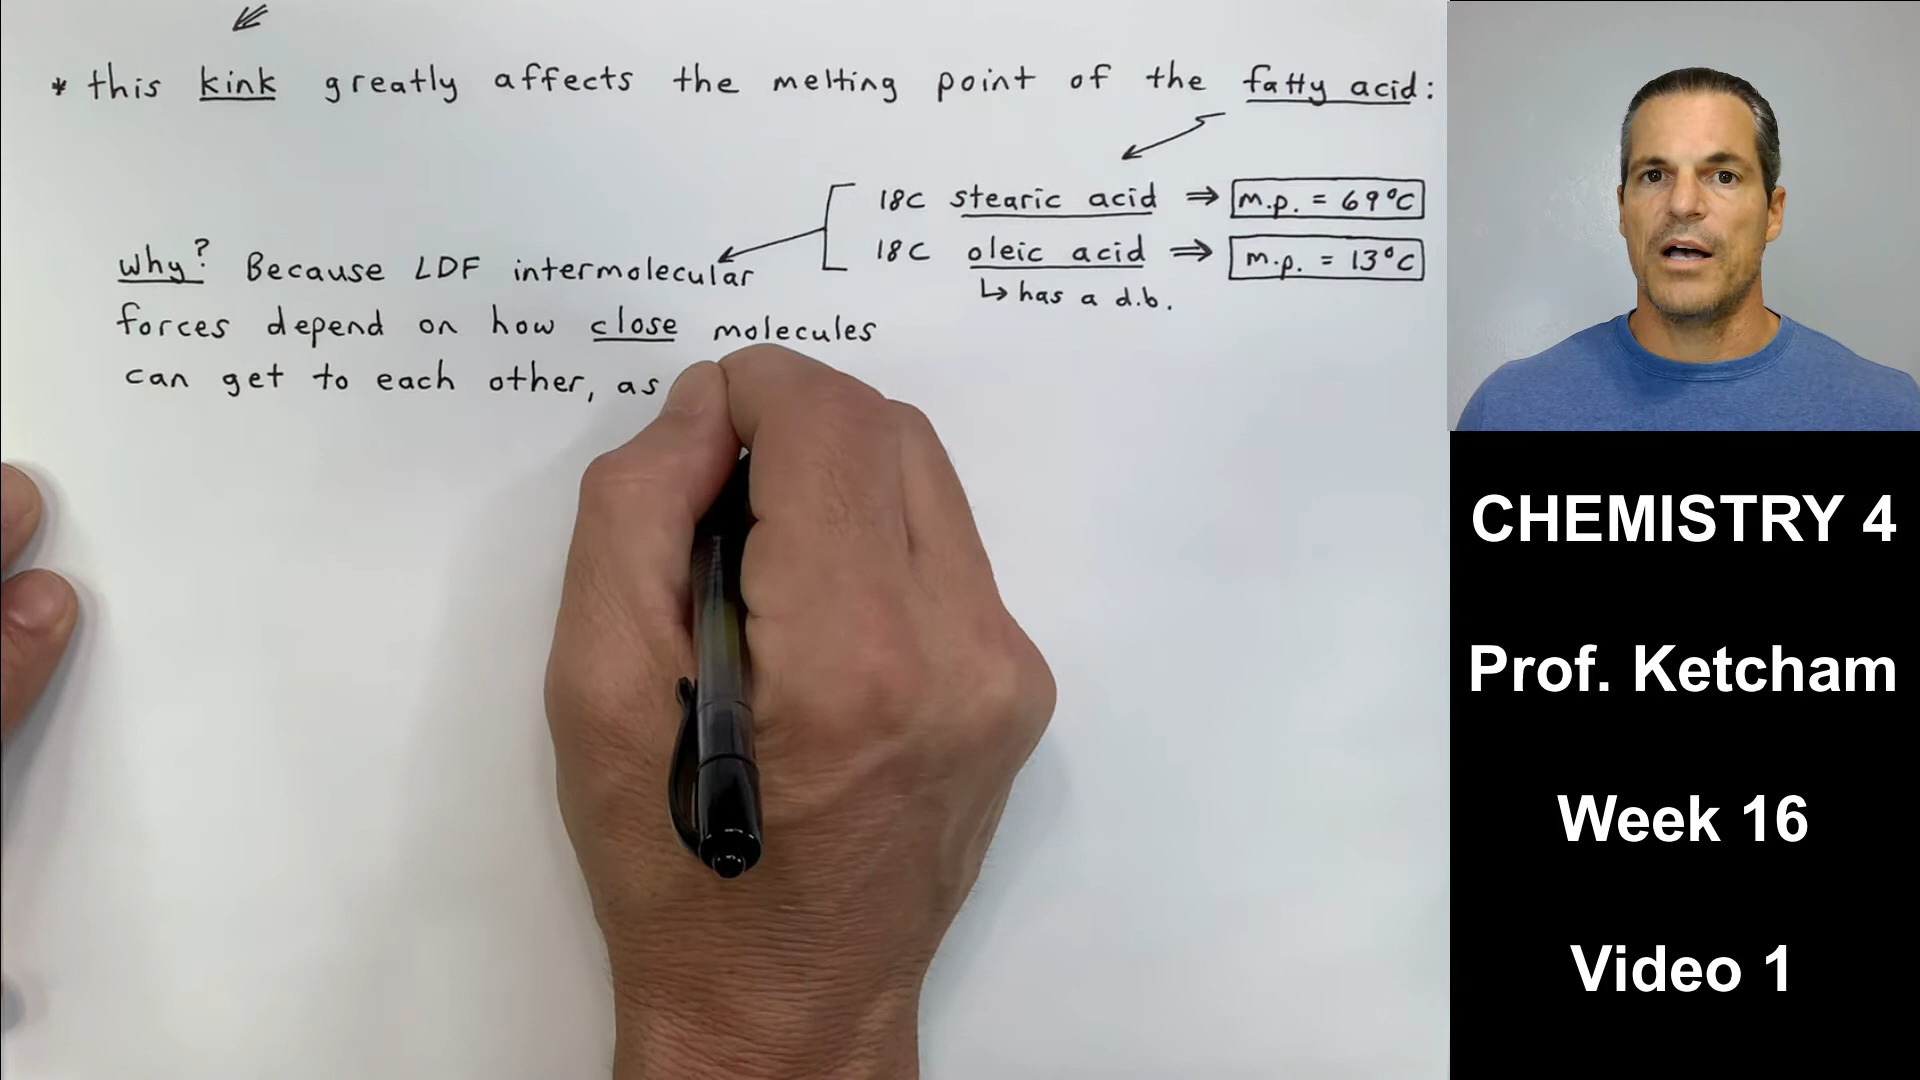 * this kink greatly affects the melting point of the fatty acid:
18C stearic acid ⇒ m.p. = 69°C
18C oleic acid ⇒ m.p. = 13°C
↳ has a d.b.
why? Because LDF intermolecular
forces depend on how close molecules
can get to each other, as
CHEMISTRY 4
Prof. Ketcham
Week 16
Video 1